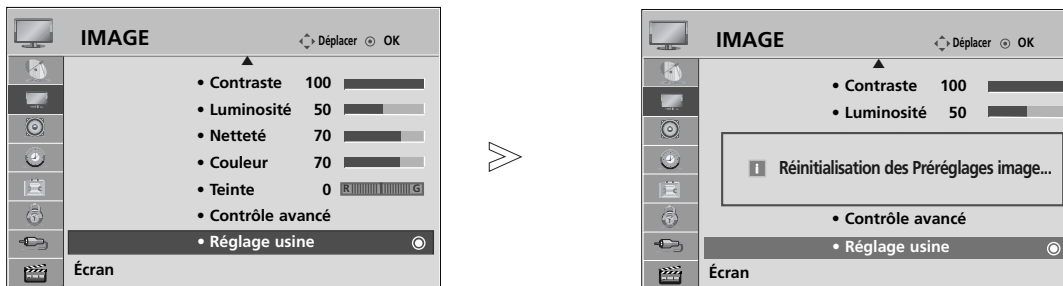 IMAGE
Déplacer OK
• Contraste 100
• Luminosité 50
• Netteté 70
• Couleur 70
• Teinte 0 R G
• Contrôle avancé
• Réglage usine
Écran
IMAGE
Déplacer OK
• Contraste 100
• Luminosité 50
i Réinitialisation des Préréglages image...
• Contrôle avancé
• Réglage usine
Écran